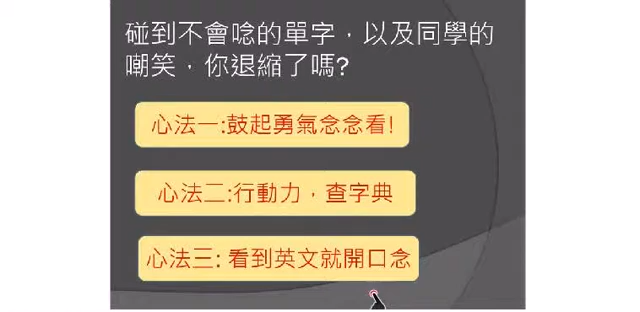 碰到不會唸的單字，以及同學的
嘲笑，你退縮了嗎?
心法一:鼓起勇氣念念看!
心法二:行動力，查字典
心法三: 看到英文就開口念